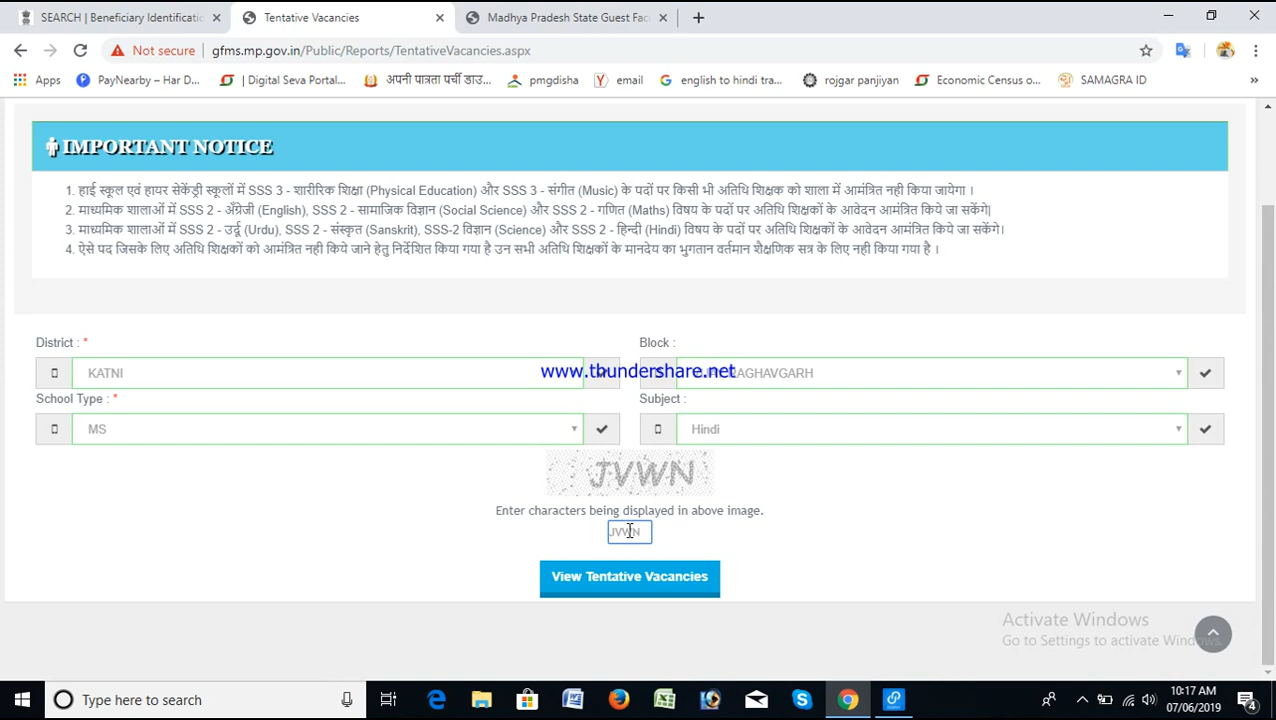 SEARCH | Beneficiary Identificati
Tentative Vacancies
Madhya Pradesh State Guest Fac
Not secure
gfms.mp.gov.in/Public/Reports/TentativeVacancies.aspx
Apps
PayNearby – Har D...
| Digital Seva Portal...
अपनी पात्रता पर्ची डाउ...
pmgdisha
email
english to hindi tra...
rojgar panjiyan
Economic Census o...
SAMAGRA ID
»
IMPORTANT NOTICE
1. हाई स्कूल एवं हायर सेकेंड्री स्कूलों में SSS 3 - शारीरिक शिक्षा (Physical Education) और SSS 3 - संगीत (Music) के पदों पर किसी भी अतिथि शिक्षक को शाला में आमंत्रित नही किया जायेगा ।
2. माध्यमिक शालाओं में SSS 2 - अँग्रेजी (English), SSS 2 - सामाजिक विज्ञान (Social Science) और SSS 2 - गणित (Maths) विषय के पदों पर अतिथि शिक्षकों के आवेदन आमंत्रित किये जा सकेंगे|
3. माध्यमिक शालाओं में SSS 2 - उर्दू (Urdu), SSS 2 - संस्कृत (Sanskrit), SSS-2 विज्ञान (Science) और SSS 2 - हिन्दी (Hindi) विषय के पदों पर अतिथि शिक्षकों के आवेदन आमंत्रित किये जा सकेंगे।
4. ऐसे पद जिसके लिए अतिथि शिक्षकों को आमंत्रित नही किये जाने हेतु निर्देशित किया गया है उन सभी अतिथि शिक्षकों के मानदेय का भुगतान वर्तमान शैक्षणिक सत्र के लिए नही किया गया है ।
District : *
Block :
KATNI
www.tbundershare.net
MAGHAVGARH
School Type : *
Subject :
MS
Hindi
JVWN
Enter characters being displayed in above image.
JVWN
View Tentative Vacancies
Activate Windows
Go to Settings to activate Windows.
Type here to search
10:17 AM
07/06/2019
4